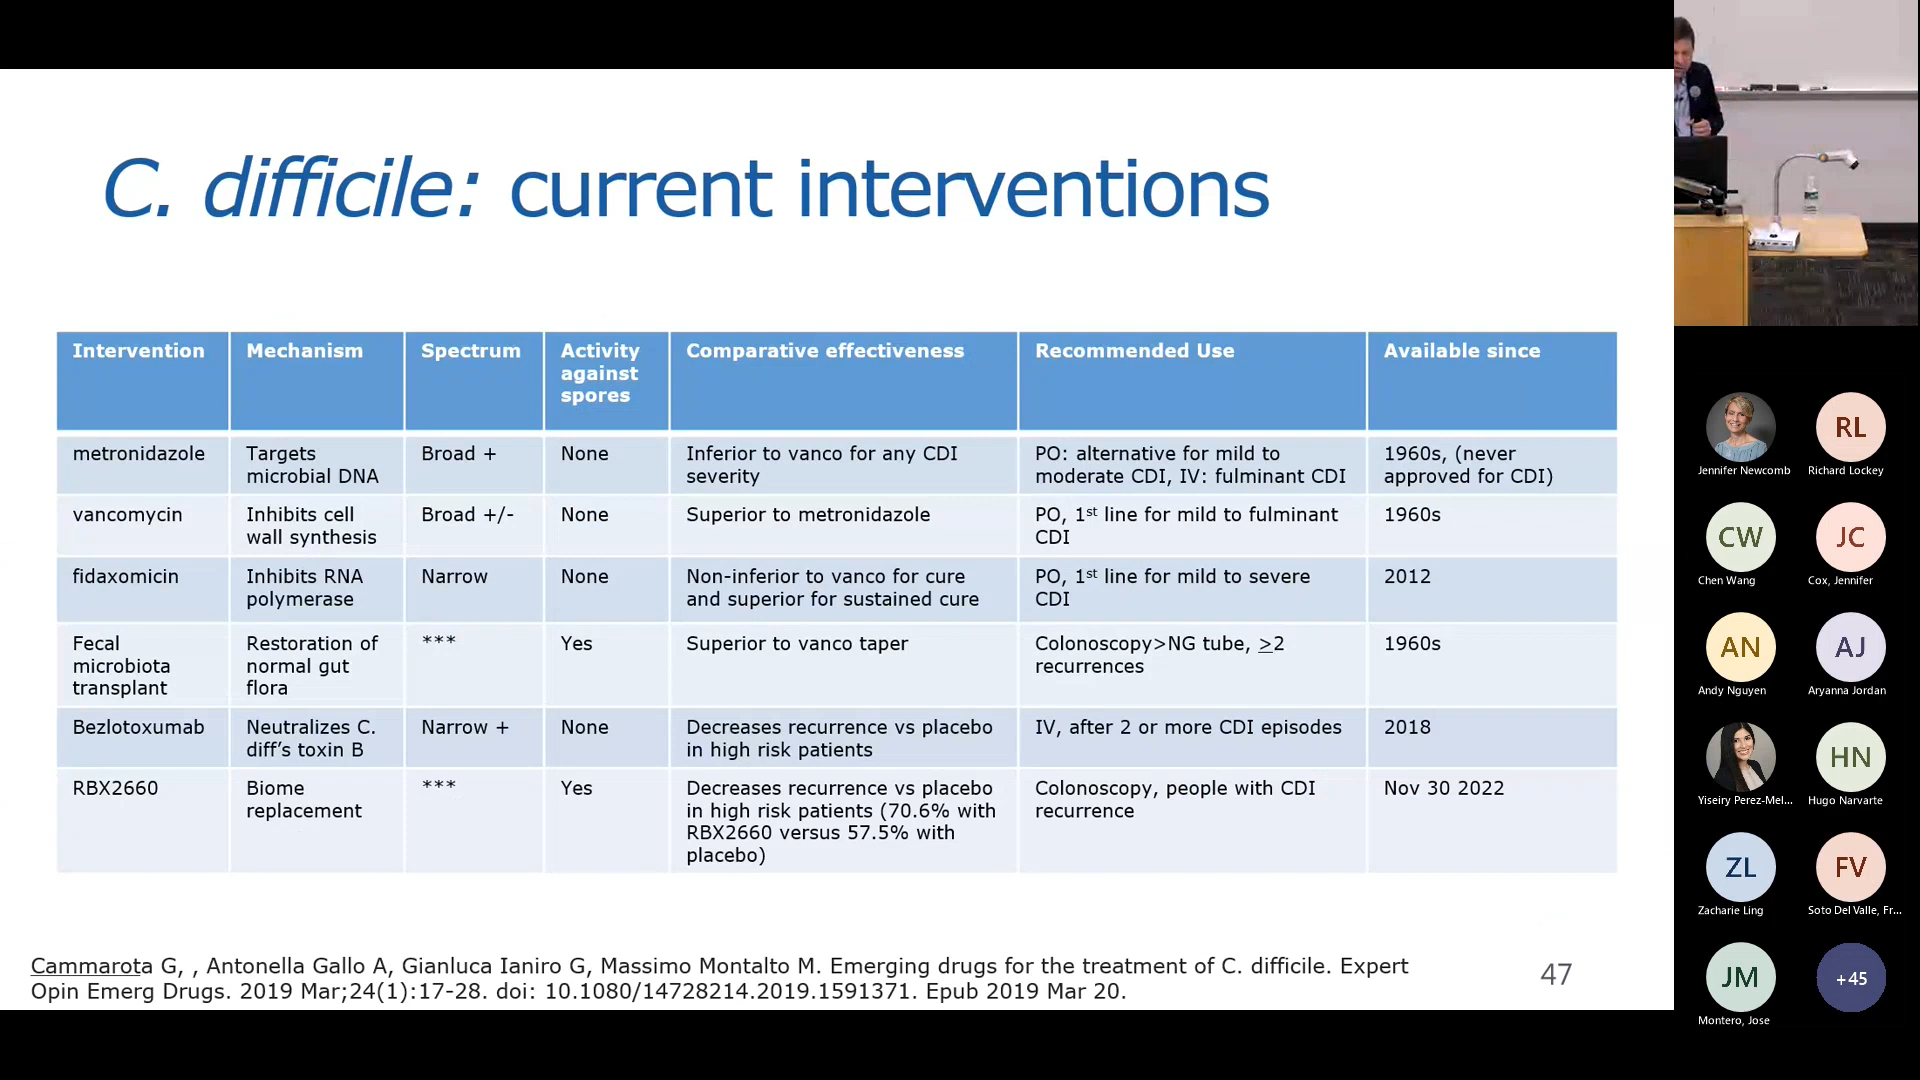 C. difficile: current interventions
Intervention
Mechanism
Spectrum
Activity
against
spores
Comparative effectiveness
Recommended Use
Available since
metronidazole
Targets
microbial DNA
Broad +
None
Inferior to vanco for any CDI
severity
PO: alternative for mild to
moderate CDI, IV: fulminant CDI
1960s, (never
approved for CDI)
vancomycin
Inhibits cell
wall synthesis
Broad +/-
None
Superior to metronidazole
PO, 1st line for mild to fulminant
CDI
1960s
fidaxomicin
Inhibits RNA
polymerase
Narrow
None
Non-inferior to vanco for cure
and superior for sustained cure
PO, 1st line for mild to severe
CDI
2012
Fecal
microbiota
transplant
Restoration of
normal gut
flora
***
Yes
Superior to vanco taper
Colonoscopy>NG tube, >2
recurrences
1960s
Bezlotoxumab
Neutralizes C.
diff’s toxin B
Narrow +
None
Decreases recurrence vs placebo
in high risk patients
IV, after 2 or more CDI episodes
2018
RBX2660
Biome
replacement
***
Yes
Decreases recurrence vs placebo
in high risk patients (70.6% with
RBX2660 versus 57.5% with
placebo)
Colonoscopy, people with CDI
recurrence
Nov 30 2022
Cammarota G, , Antonella Gallo A, Gianluca Ianiro G, Massimo Montalto M. Emerging drugs for the treatment of C. difficile. Expert
Opin Emerg Drugs. 2019 Mar;24(1):17-28. doi: 10.1080/14728214.2019.1591371. Epub 2019 Mar 20.
47
Jennifer Newcomb
RL
Richard Lockey
CW
Chen Wang
JC
Cox, Jennifer
AN
Andy Nguyen
AJ
Aryanna Jordan
Yiseiry Perez-Mel...
HN
Hugo Narvarte
ZL
Zacharie Ling
FV
Soto Del Valle, Fr...
JM
Montero, Jose
+45